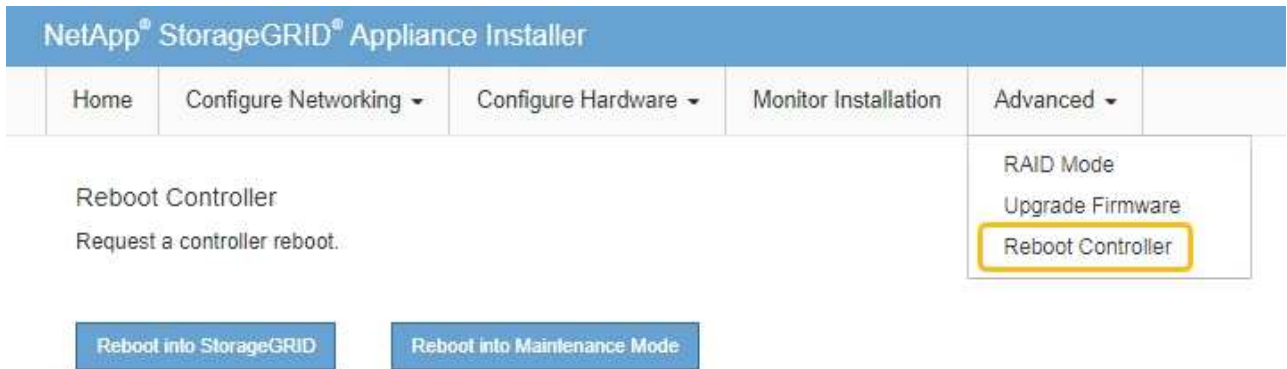 NetApp® StorageGRID® Appliance Installer
Home Configure Networking Configure Hardware Monitor Installation Advanced
RAID Mode
Upgrade Firmware
Reboot Controller
Reboot Controller
Request a controller reboot.
Reboot into StorageGRID Reboot into Maintenance Mode